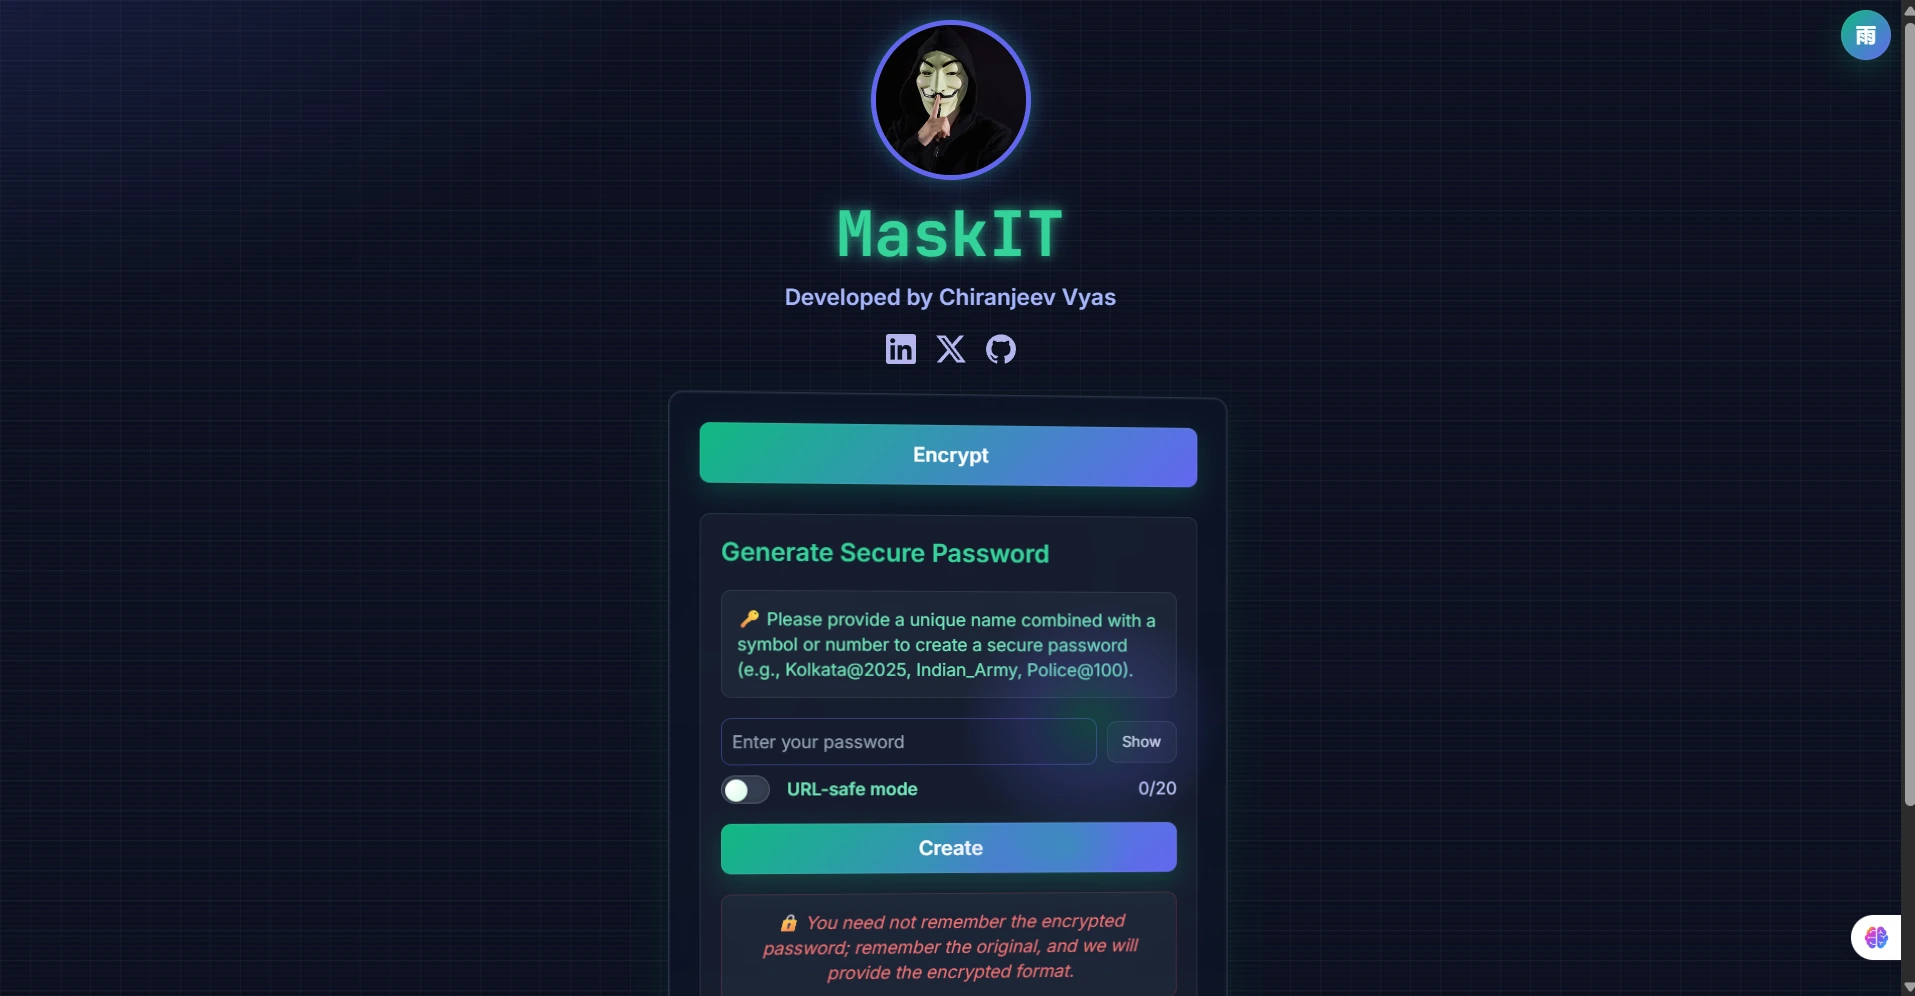 雨
MaskIT
Developed by Chiranjeev Vyas
Encrypt
Generate Secure Password
🔑 Please provide a unique name combined with a
symbol or number to create a secure password
(e.g., Kolkata@2025, Indian_Army, Police@100).
Enter your password
Show
URL-safe mode
0/20
Create
🔒 You need not remember the encrypted
password; remember the original, and we will
provide the encrypted format.